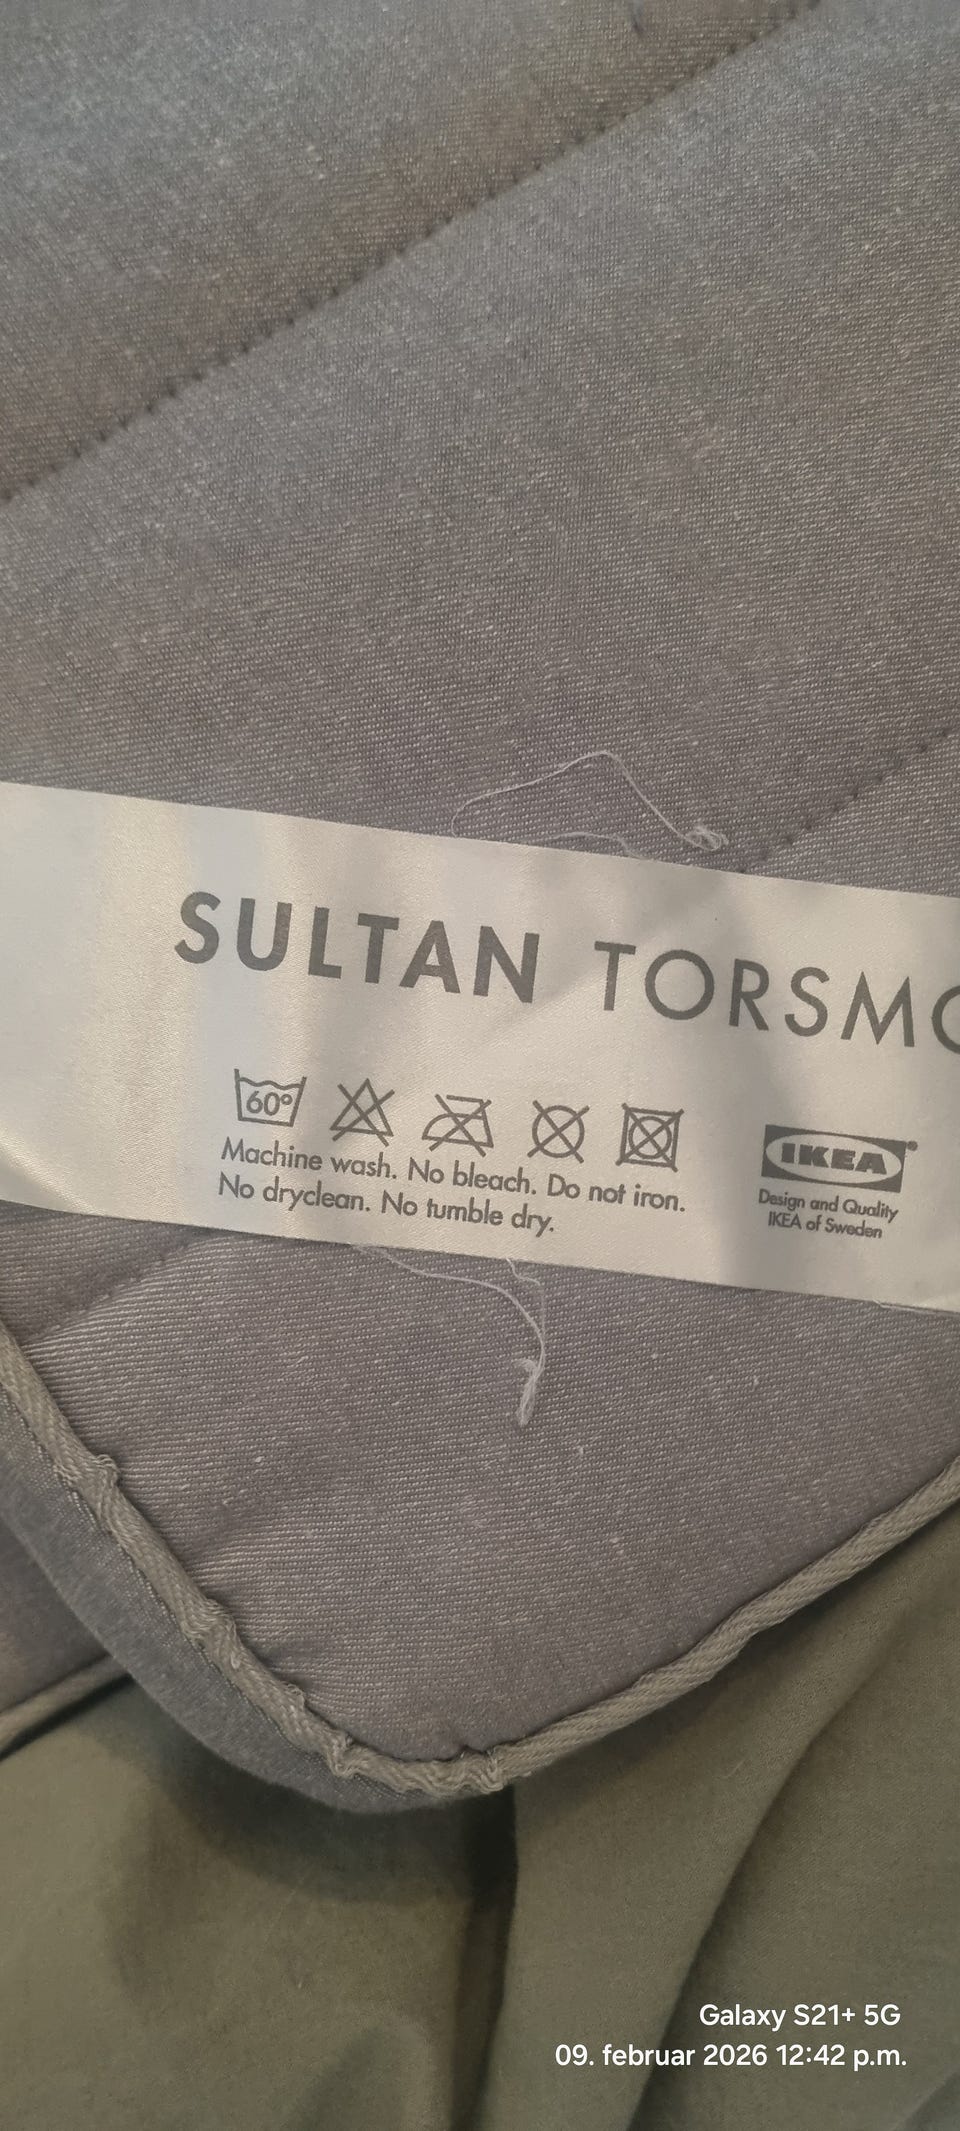 SULTAN
60°
Machine wash. No bleach. Do not iron.
No dryclean. No tumble dry.
IKEA®
Design and Quality
IKEA of Sweden
Galaxy S21+ 5G
09. februar 2026 12:42 p.m.